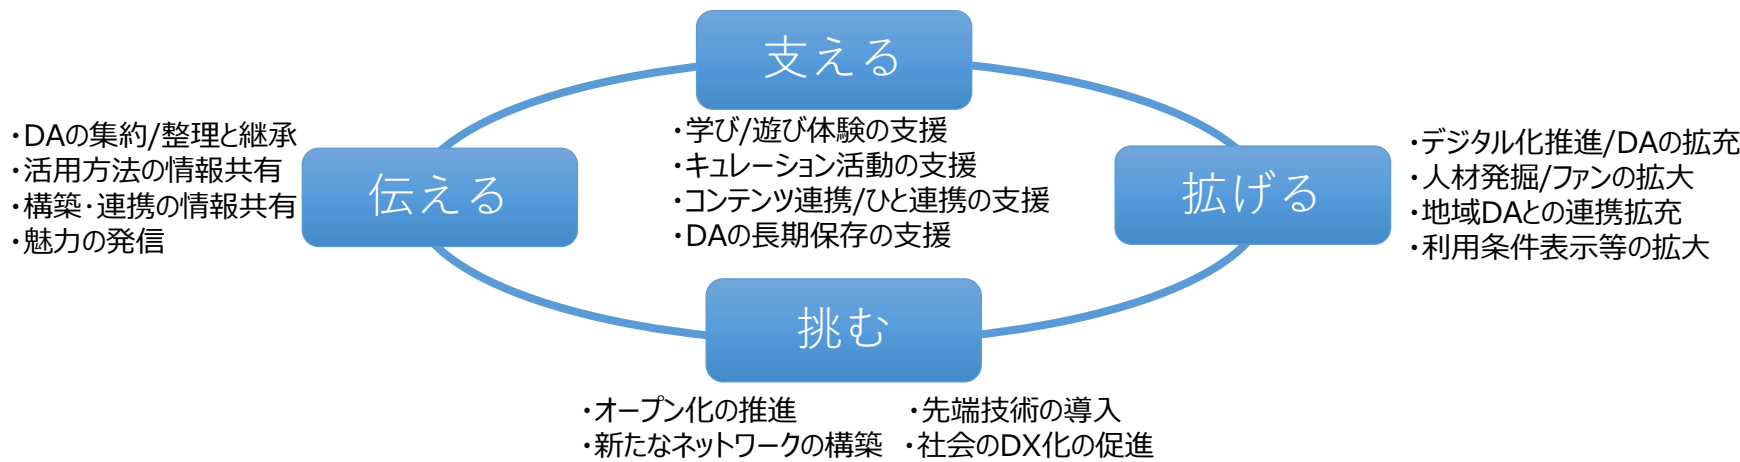 支える
・学び/遊び体験の支援
・キュレーション活動の支援
・コンテンツ連携/ひと連携の支援
・DAの長期保存の支援
・DAの集約/整理と継承
・活用方法の情報共有
・構築・連携の情報共有
・魅力の発信
伝える
拡げる
・デジタル化推進/DAの拡充
・人材発掘/ファンの拡大
・地域DAとの連携拡充
・利用条件表示等の拡大
挑む
・オープン化の推進
・新たなネットワークの構築
・先端技術の導入
・社会のDX化の促進